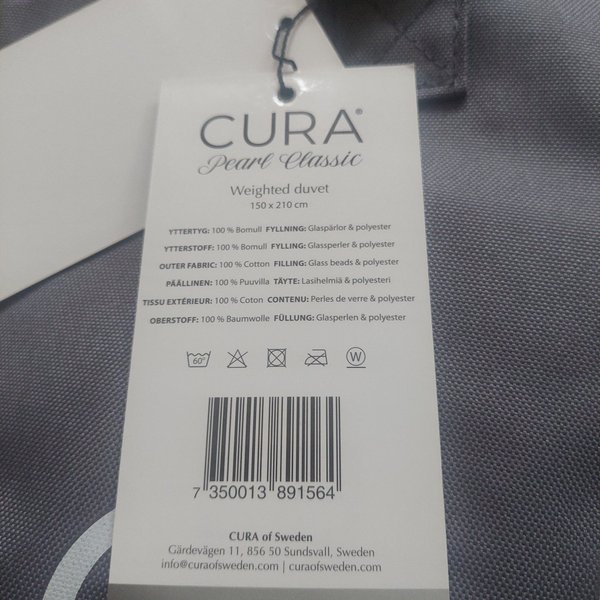 CURA®
Pearl Classic
Weighted duvet
150 x 210 cm
YTTERTYG: 100 % Bomull FYLLNING: Glaspärlor & polyester
YTTERSTOFF: 100 % Bomull FYLLING: Glassperler & polyester
OUTER FABRIC: 100 % Cotton FILLING: Glass beads & polyester
PÄÄLLINEN: 100 % Puuvilla TÄYTE: Lasihelmiä & polyesteri
TISSU EXTÉRIEUR: 100 % Coton CONTENU: Perles de verre & polyester
OBERSTOFF: 100 % Baumwolle FÜLLUNG: Glasperlen & polyester
60° W
7 350013 891564
CURA of Sweden
Gärdevägen 11, 856 50 Sundsvall, Sweden
info@curaofsweden.com | curaofsweden.com